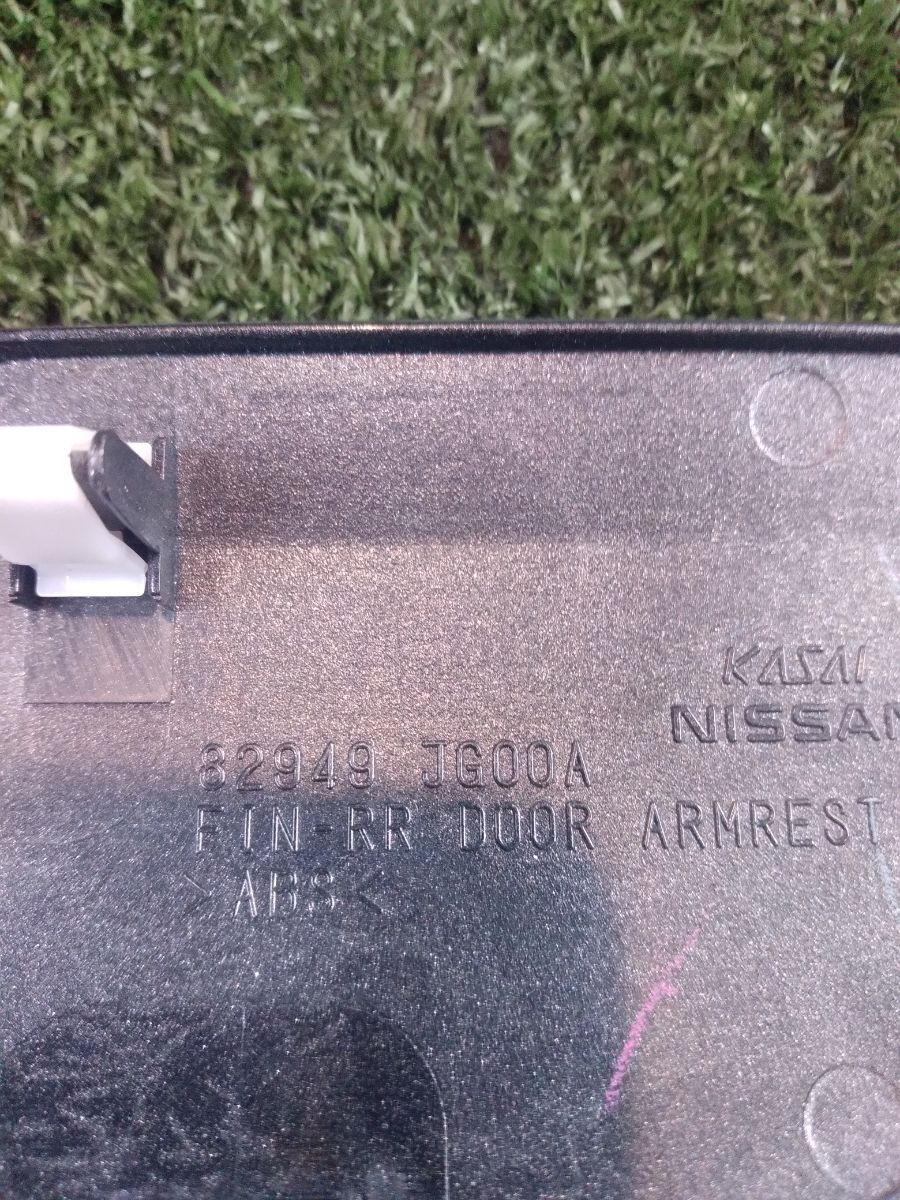 KASAI
NISSAN
82949 JG00A
FIN-RR DOOR ARMREST
>ABS<